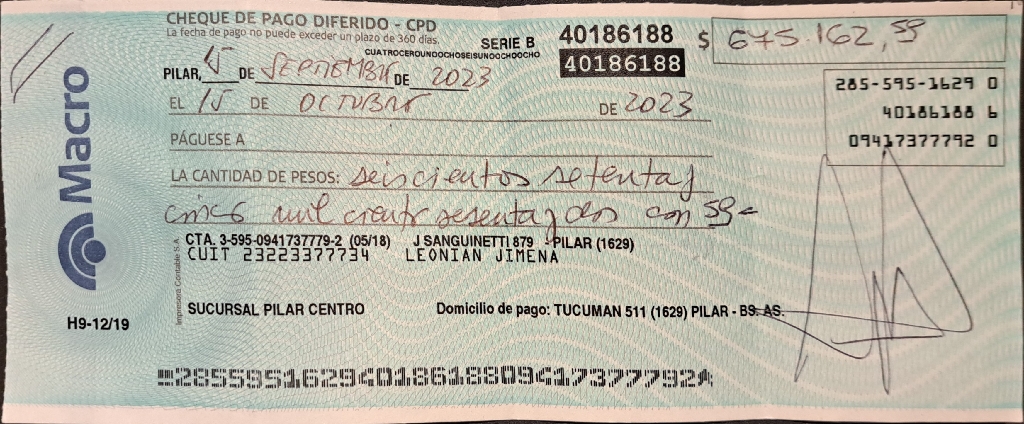 CHEQUE DE PAGO DIFERIDO - CPD
La fecha de pago no puede exceder un plazo de 360 días.
SERIE B 40186188 $ 675.162,59
CUATROCEROUNOOCHOSEISUNOOCHOOCHO
40186188
PILAR, 15 DE SEPTIEMBRE DE 2023
EL 15 DE OCTUBRE DE 2023
285-595-1629 0
40186188 6
09417377792 0
PÁGUESE A
LA CANTIDAD DE PESOS: seiscientos setenta y
cinco mil ciento sesenta y dos con 59-
CTA. 3-595-0941737779-2 (05/18) J SANGUINETTI 879 - PILAR (1629)
CUIT 23223377734 LEONIAN JIMENA
SUCURSAL PILAR CENTRO Domicilio de pago: TUCUMAN 511 (1629) PILAR - BS. AS.
Macro
H9-12/19
Impresora Contable S.A.
285595162940186188094173777792